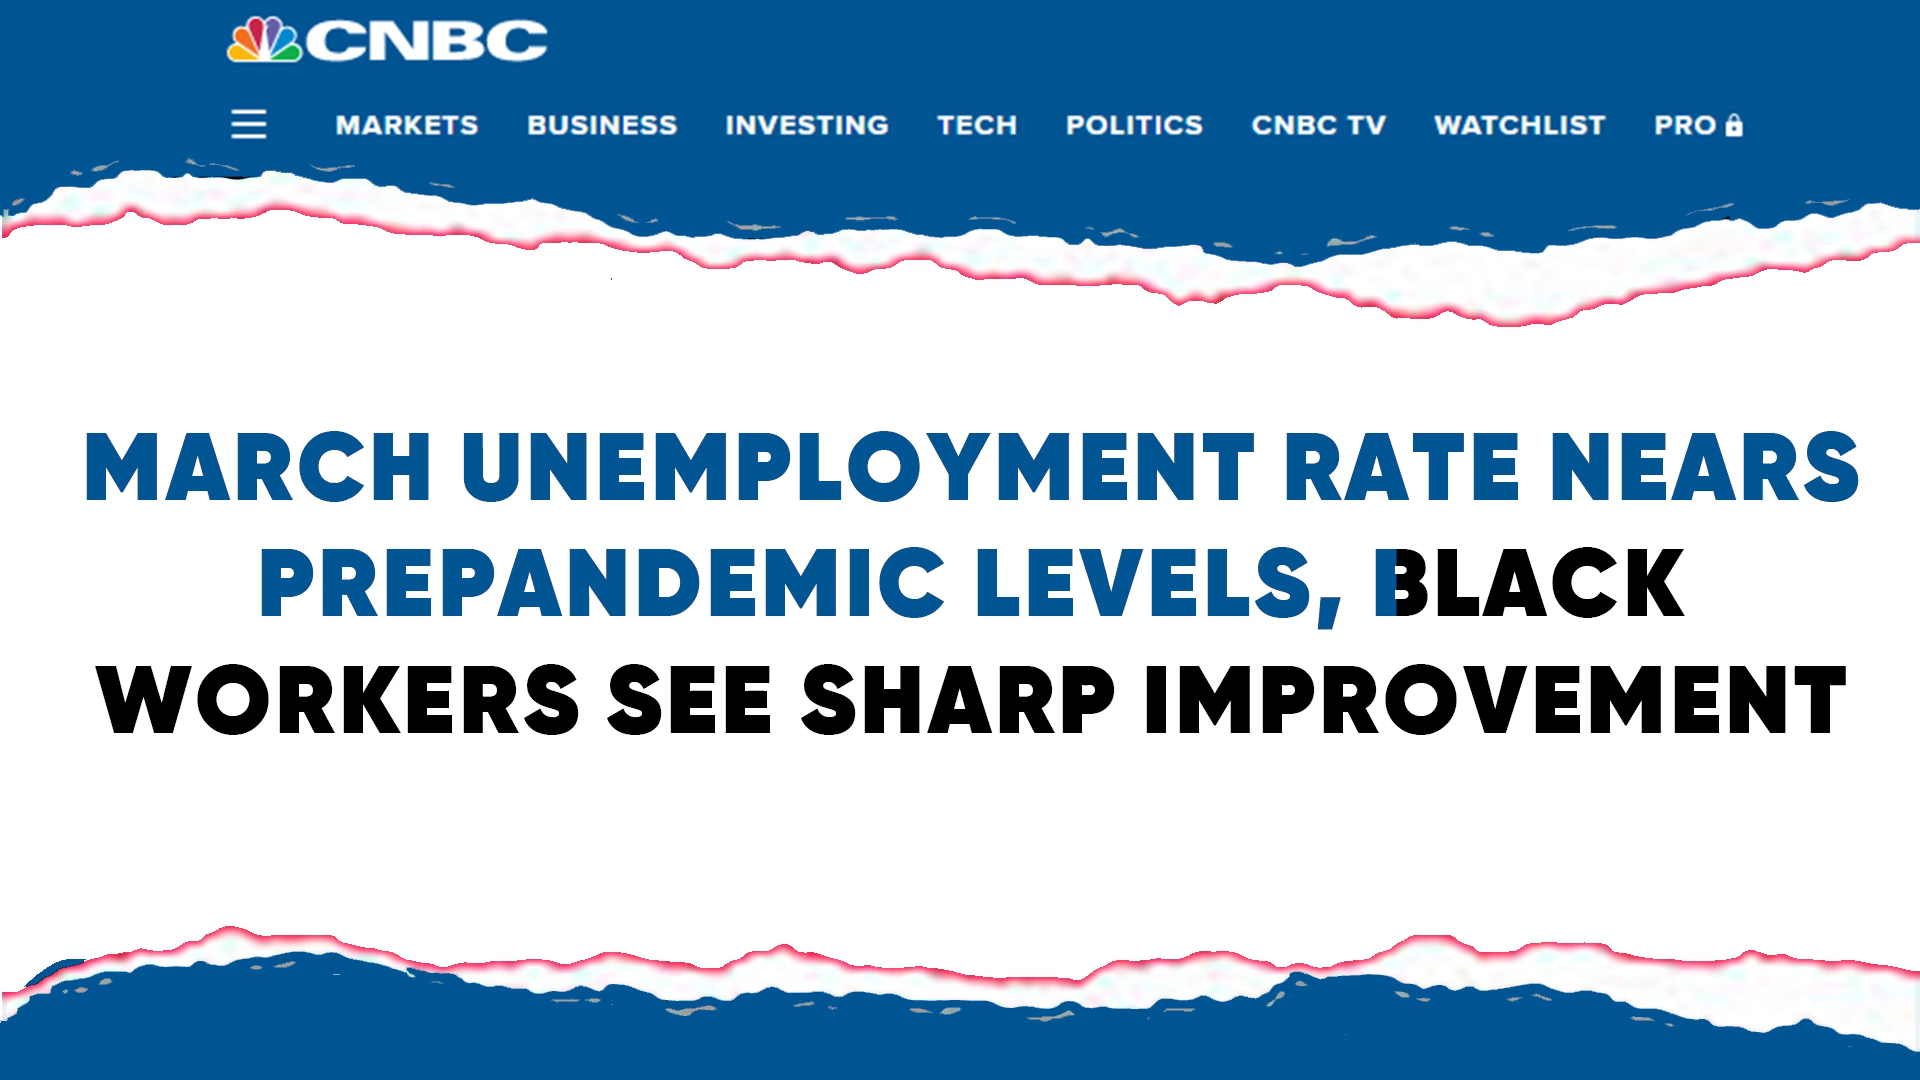 CNBC
MARKETS BUSINESS INVESTING TECH POLITICS CNBC TV WATCHLIST PRO
MARCH UNEMPLOYMENT RATE NEARS
PREPANDEMIC LEVELS, BLACK
WORKERS SEE SHARP IMPROVEMENT